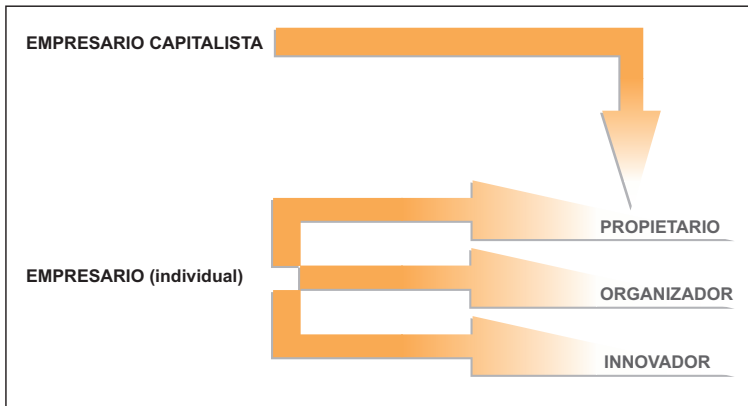 EMPRESARIO CAPITALISTA
PROPIETARIO
EMPRESARIO (individual)
ORGANIZADOR
INNOVADOR